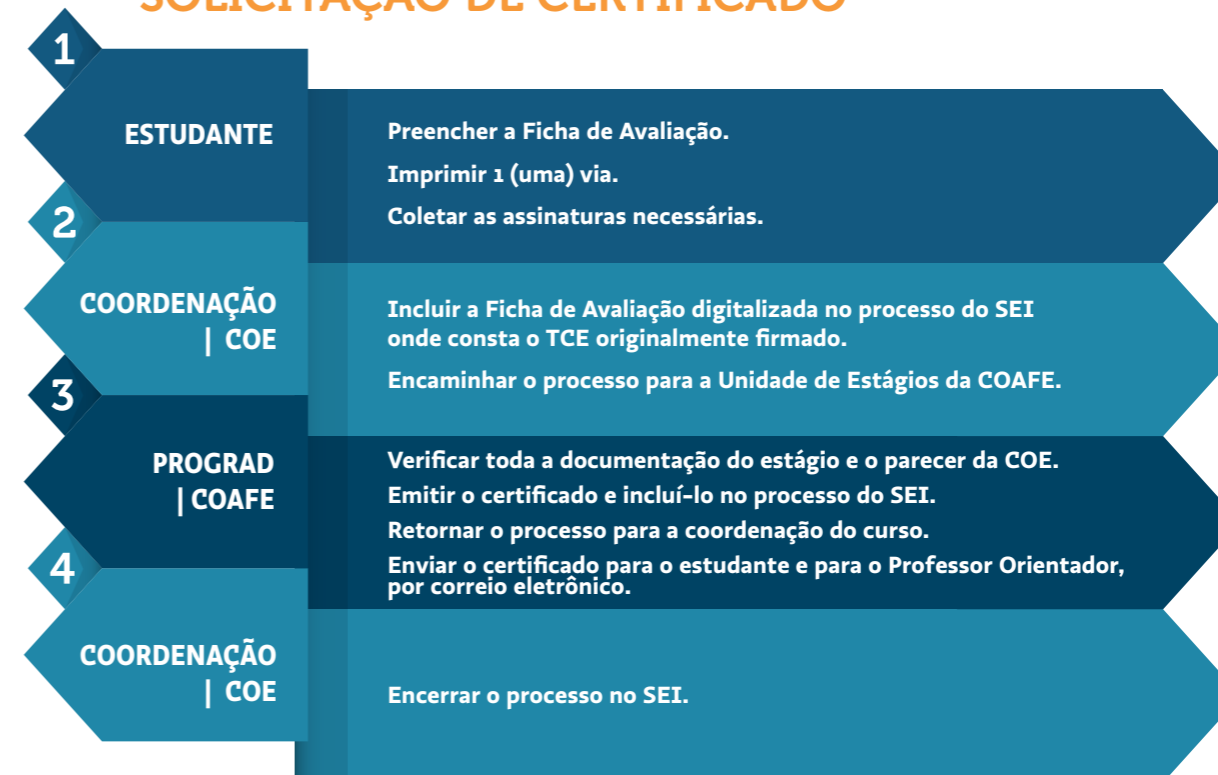 SOLICITAÇÃO DE CERTIFICADO
1
ESTUDANTE
Preencher a Ficha de Avaliação.
Imprimir 1 (uma) via.
Coletar as assinaturas necessárias.
2
COORDENAÇÃO
| COE
Incluir a Ficha de Avaliação digitalizada no processo do SEI
onde consta o TCE originalmente firmado.
Encaminhar o processo para a Unidade de Estágios da COAFE.
3
PROGRAD
| COAFE
Verificar toda a documentação do estágio e o parecer da COE.
Emitir o certificado e incluí-lo no processo do SEI.
Retornar o processo para a coordenação do curso.
Enviar o certificado para o estudante e para o Professor Orientador,
por correio eletrônico.
4
COORDENAÇÃO
| COE
Encerrar o processo no SEI.